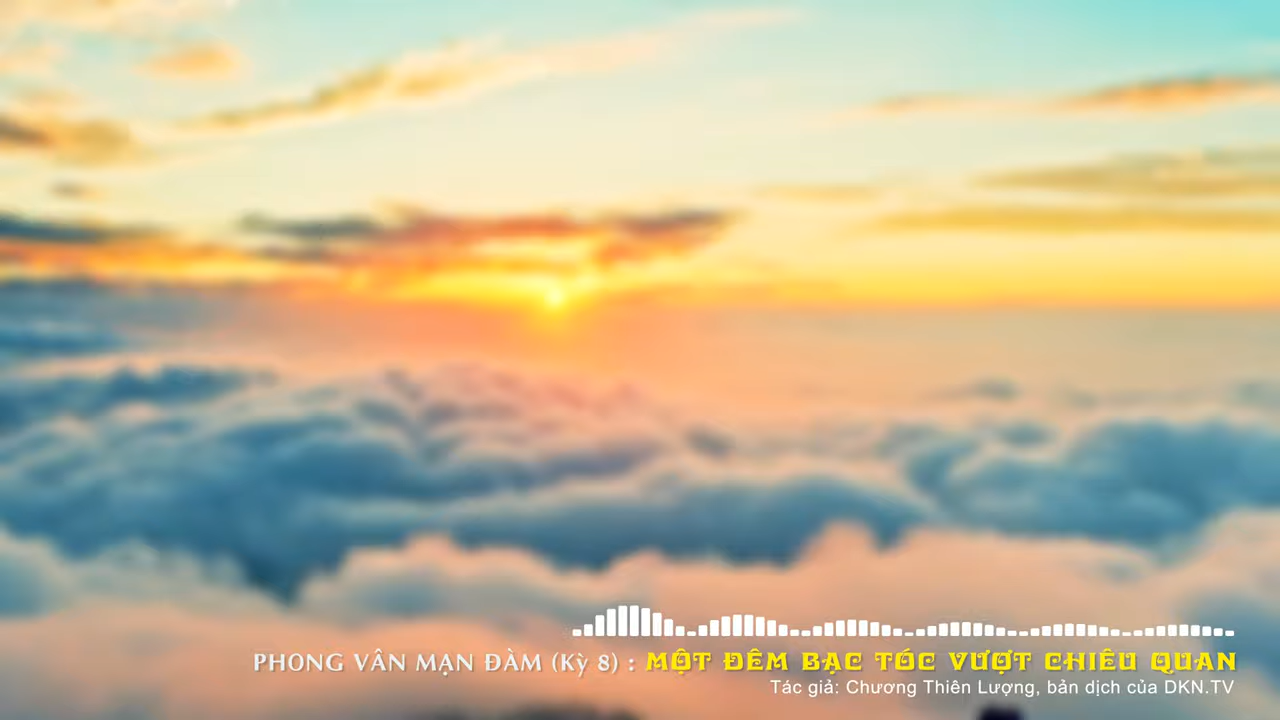 PHONG VÂN MẠN ĐÀM (Kỳ 8) : MỘT ĐÊM BẠC TÓC VƯỢT CHIÊU QUAN
Tác giả: Chương Thiên Lượng, bản dịch của DKN.TV